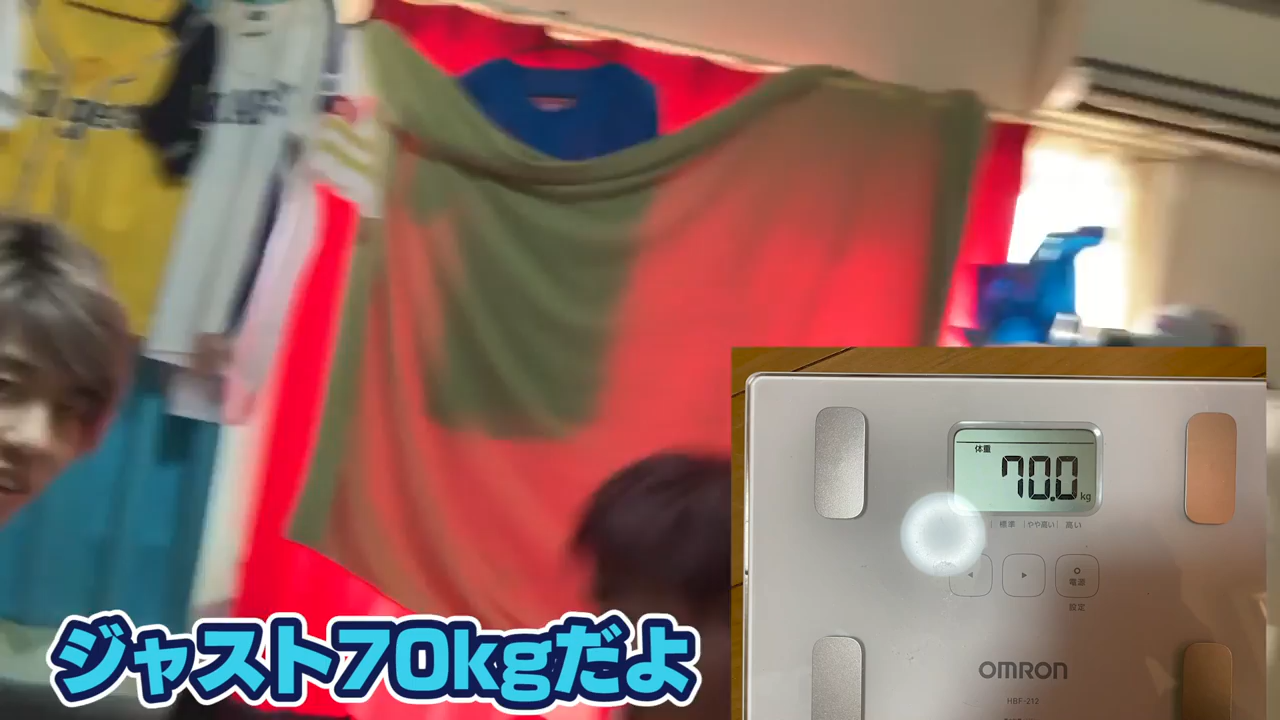 体重
70.0kg
標準 やや高い 高い
電源
設定
OMRON
HBF-212
ジャスト70kgだよ